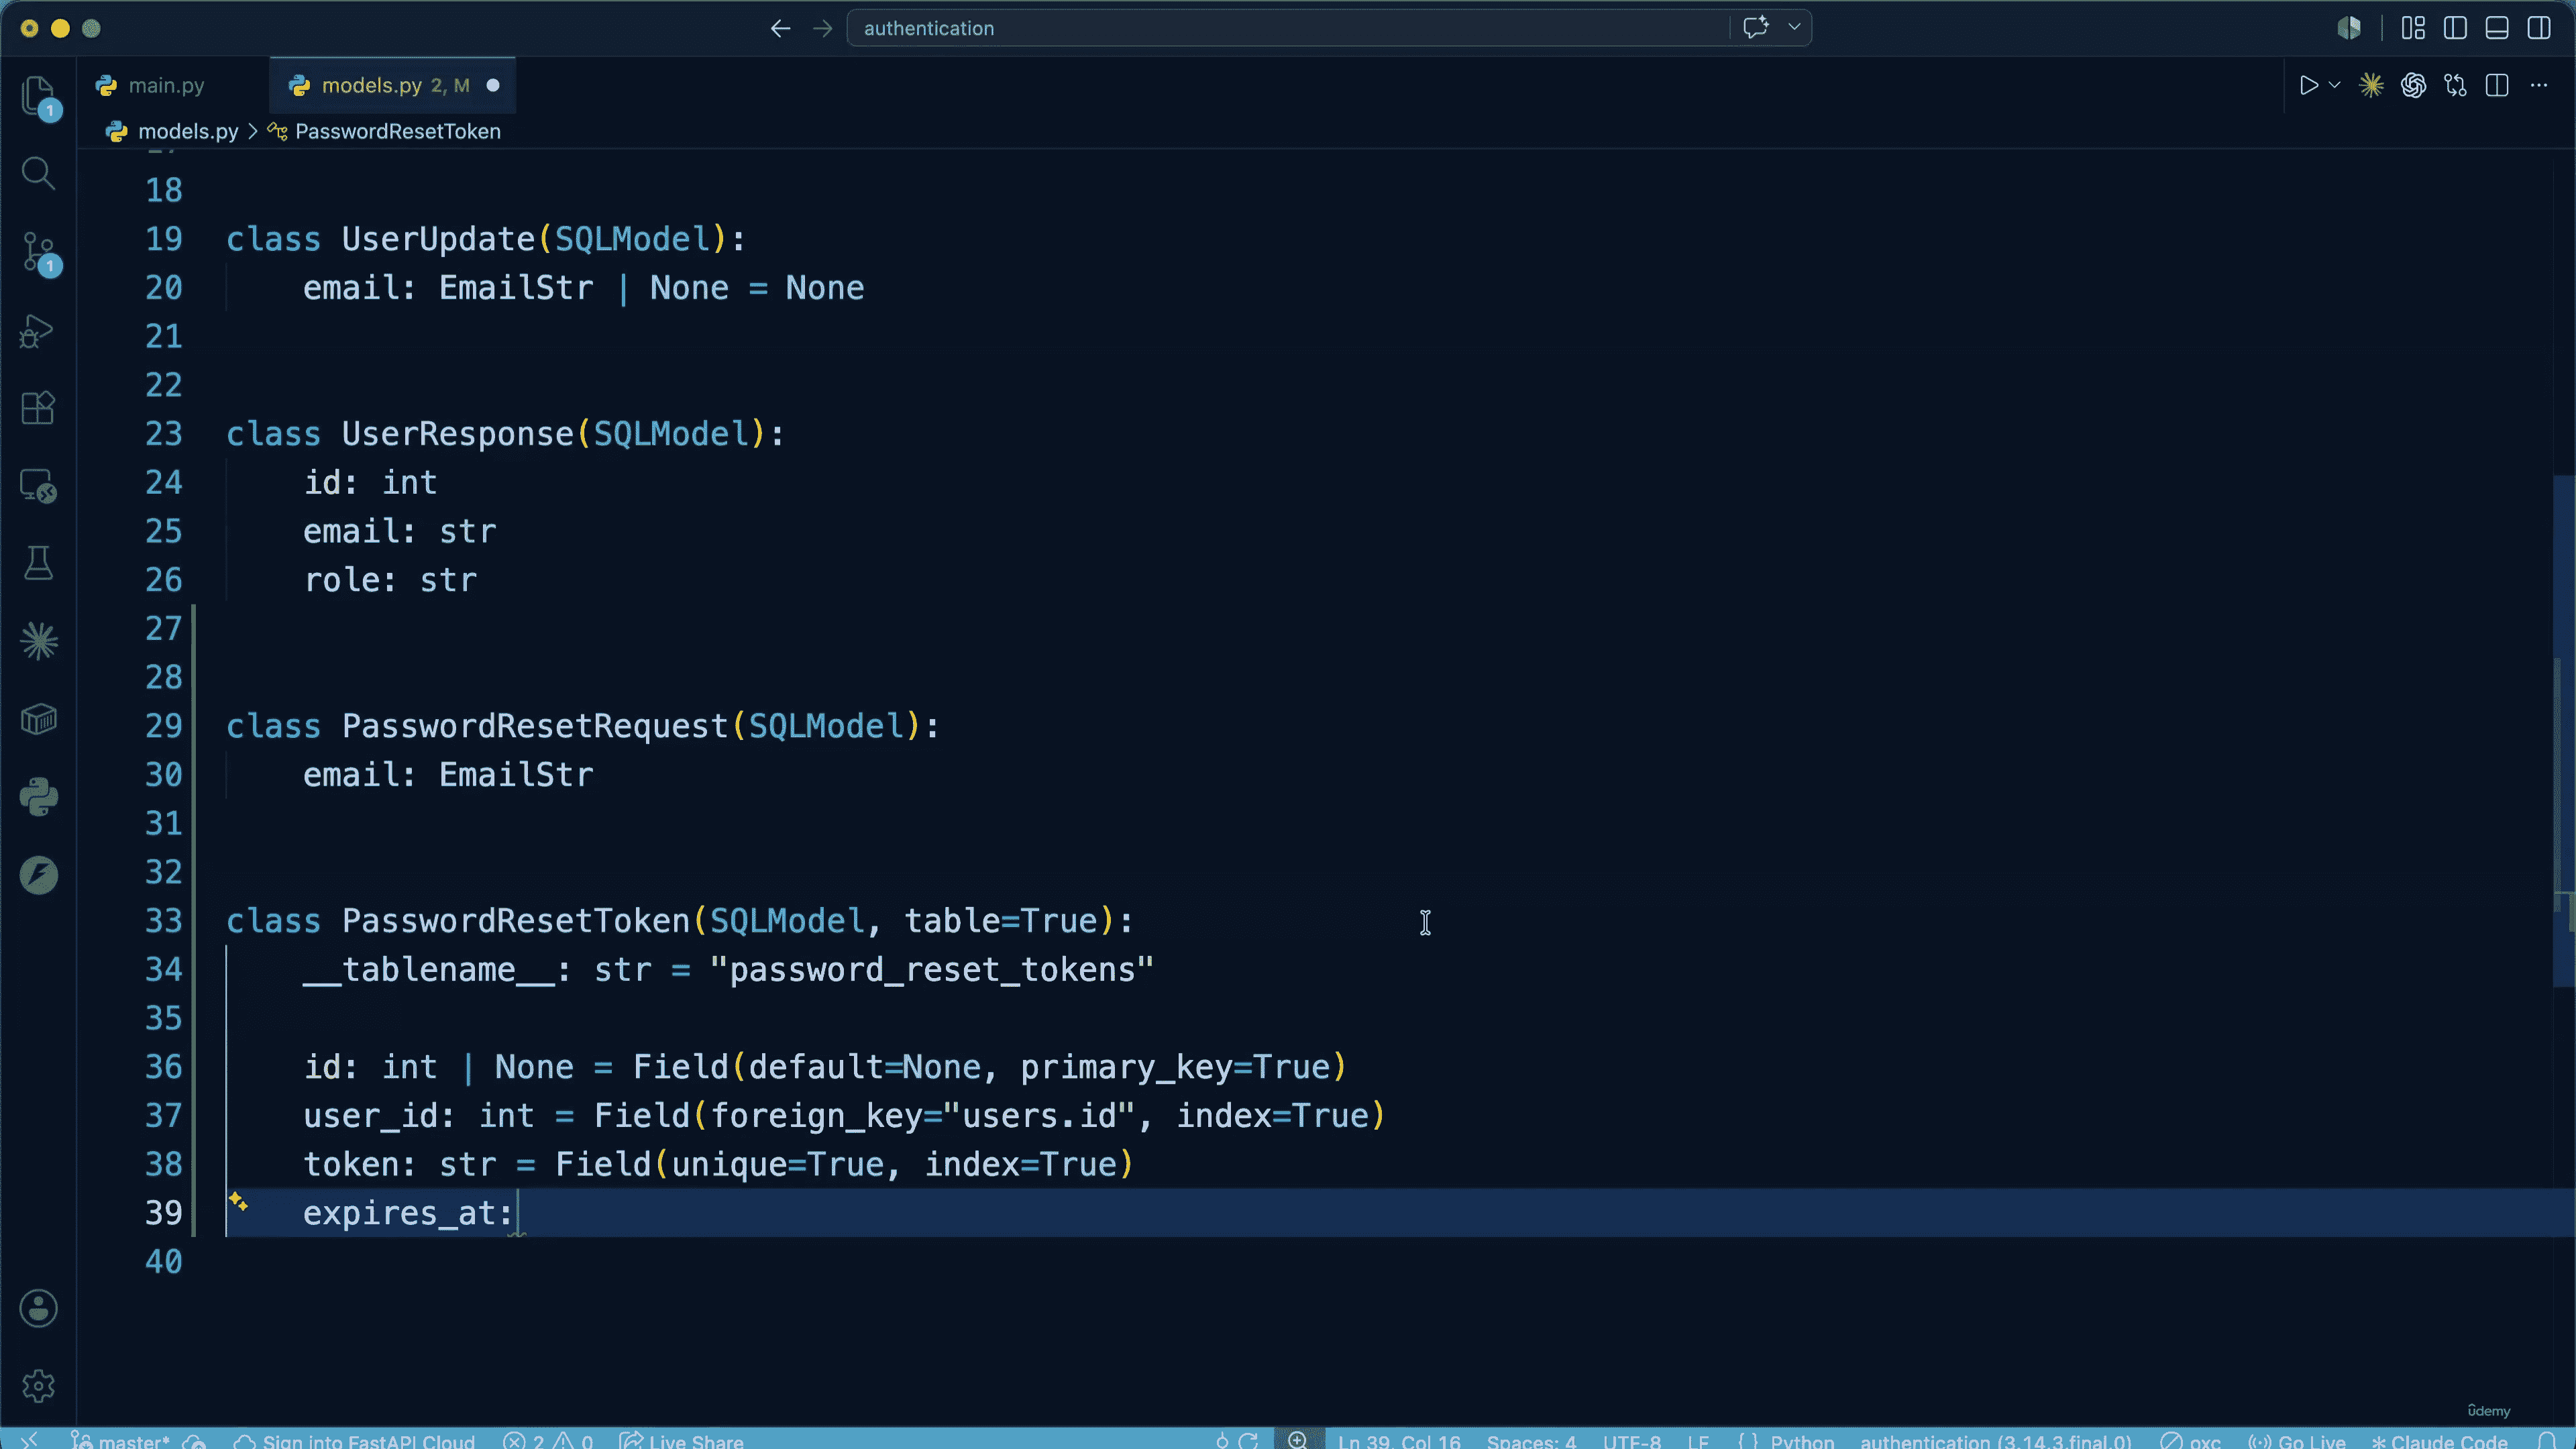 authentication
main.py
models.py 2, M
models.py > PasswordResetToken
18
19 class UserUpdate(SQLModel):
20 email: EmailStr | None = None
21
22
23 class UserResponse(SQLModel):
24 id: int
25 email: str
26 role: str
27
28
29 class PasswordResetRequest(SQLModel):
30 email: EmailStr
31
32
33 class PasswordResetToken(SQLModel, table=True):
34 __tablename__: str = "password_reset_tokens"
35
36 id: int | None = Field(default=None, primary_key=True)
37 user_id: int = Field(foreign_key="users.id", index=True)
38 token: str = Field(unique=True, index=True)
39 expires_at:
40
1
1
ûdemy
master* Sign into FastAPI Cloud 2 0 Live Share Ln 39, Col 16 Spaces: 4 UTF-8 LF {} Python authentication (3.14.3.final.0) oxc Go Live Claude Code